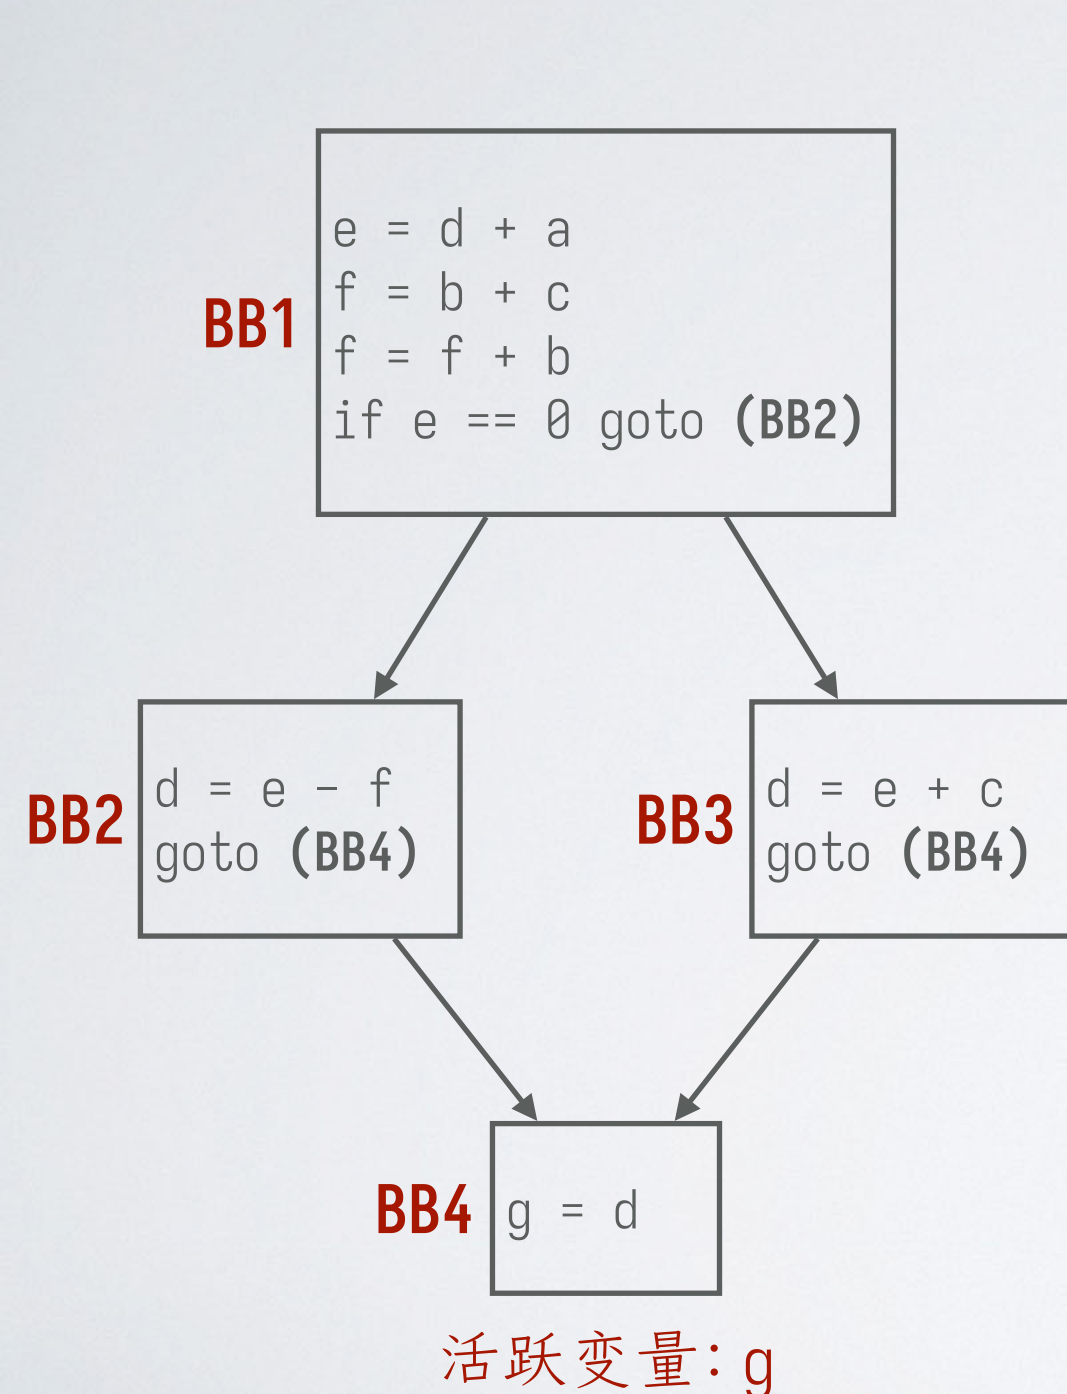 e = d + a
f = b + c
f = f + b
if e == 0 goto (BB2)
BB1
d = e - f
goto (BB4)
BB2
d = e + c
goto (BB4)
BB3
g = d
BB4
活跃变量: g